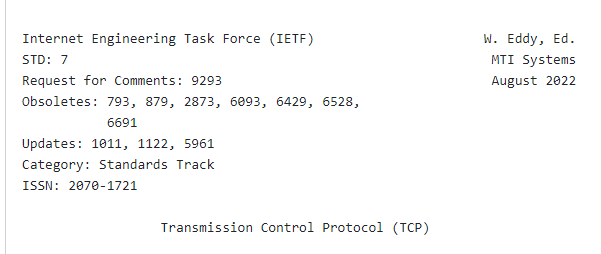 Internet Engineering Task Force (IETF) W. Eddy, Ed.
STD: 7 MTI Systems
Request for Comments: 9293 August 2022
Obsoletes: 793, 879, 2873, 6093, 6429, 6528,
6691
Updates: 1011, 1122, 5961
Category: Standards Track
ISSN: 2070-1721
Transmission Control Protocol (TCP)